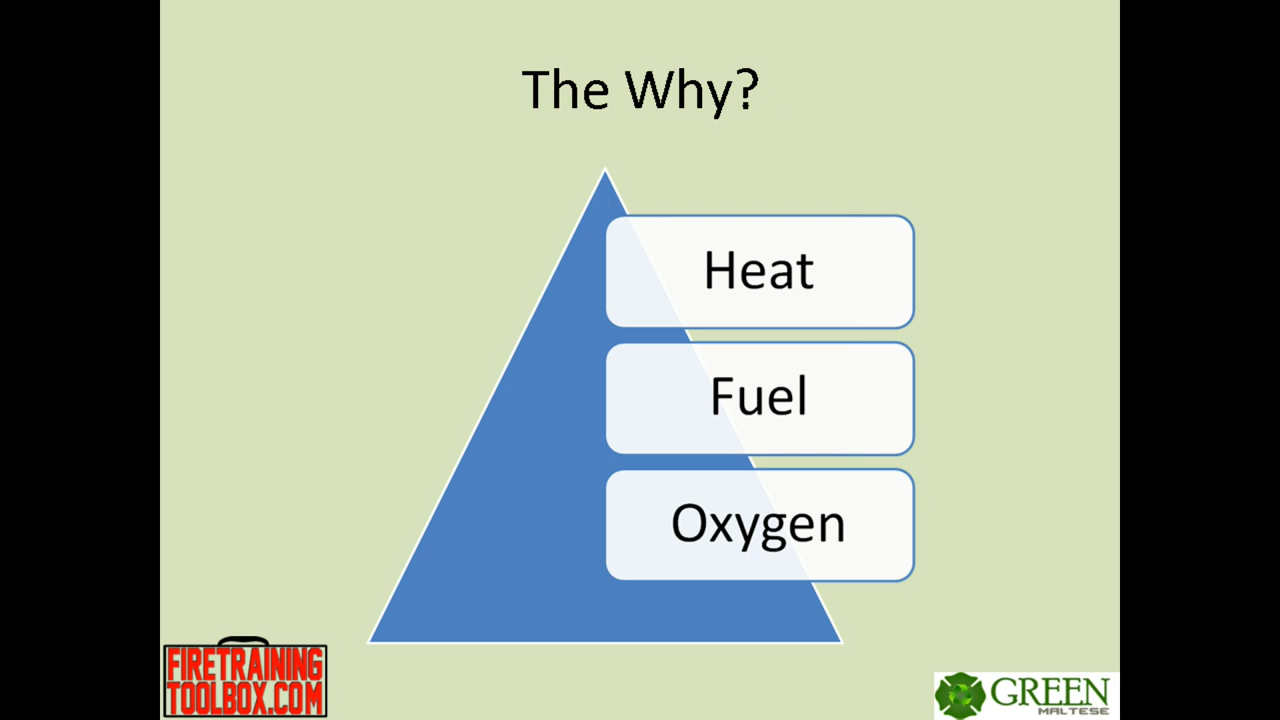 The Why?
Heat
Fuel
Oxygen
FIRETRAINING
TOOLBOX.COM
GREEN
MALTESE